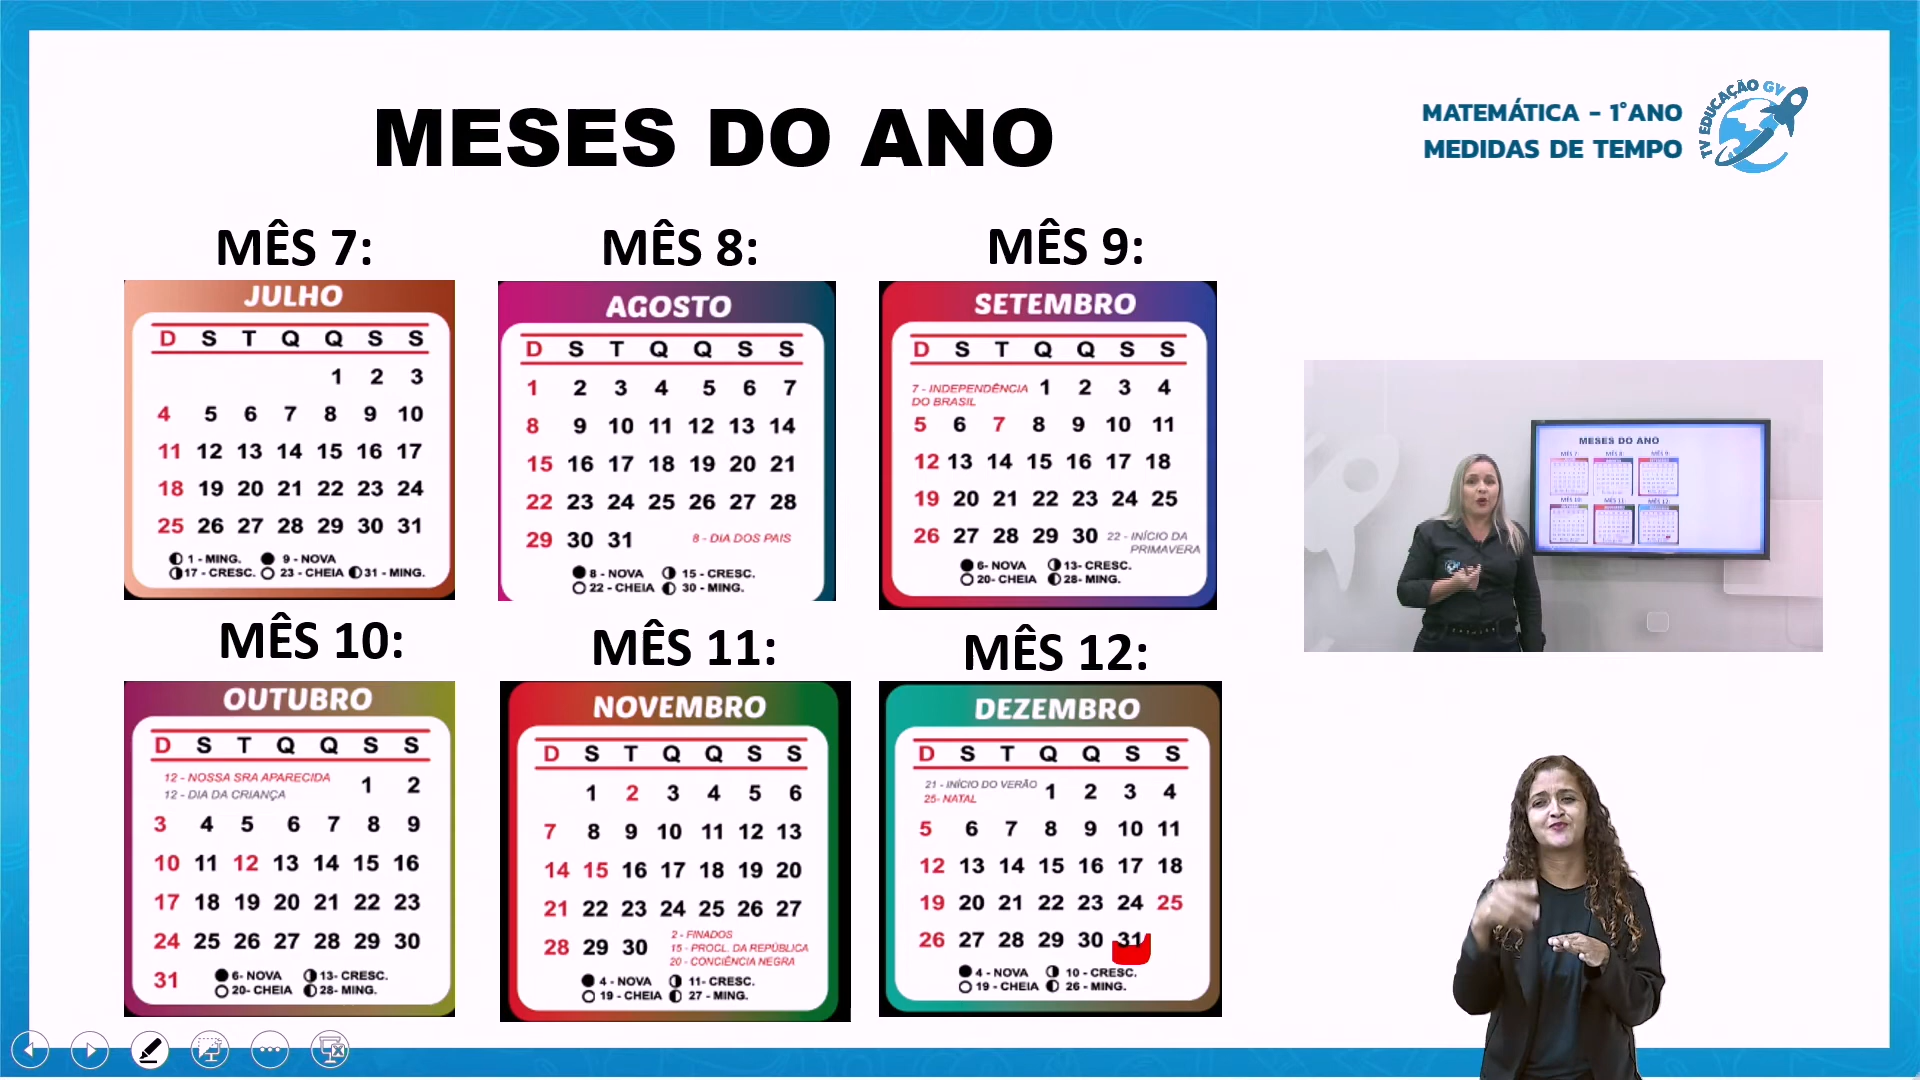 MESES DO ANO
MATEMÁTICA - 1°ANO
MEDIDAS DE TEMPO
TV EDUCAÇÃO GV
MÊS 7:
JULHO
D S T Q Q S S
1 2 3
4 5 6 7 8 9 10
11 12 13 14 15 16 17
18 19 20 21 22 23 24
25 26 27 28 29 30 31
1 - MING. 9 - NOVA
17 - CRESC. 23 - CHEIA 31 - MING.
MÊS 8:
AGOSTO
D S T Q Q S S
1 2 3 4 5 6 7
8 9 10 11 12 13 14
15 16 17 18 19 20 21
22 23 24 25 26 27 28
29 30 31 8 - DIA DOS PAIS
8 - NOVA 15 - CRESC.
22 - CHEIA 30 - MING.
MÊS 9:
SETEMBRO
D S T Q Q S S
7 - INDEPENDÊNCIA
DO BRASIL
1 2 3 4
5 6 7 8 9 10 11
12 13 14 15 16 17 18
19 20 21 22 23 24 25
26 27 28 29 30 22 - INÍCIO DA
PRIMAVERA
6- NOVA 13- CRESC.
20- CHEIA 28- MING.
MÊS 10:
OUTUBRO
D S T Q Q S S
12 - NOSSA SRA APARECIDA
12 - DIA DA CRIANÇA
1 2
3 4 5 6 7 8 9
10 11 12 13 14 15 16
17 18 19 20 21 22 23
24 25 26 27 28 29 30
31
6- NOVA 13- CRESC.
20- CHEIA 28- MING.
MÊS 11:
NOVEMBRO
D S T Q Q S S
1 2 3 4 5 6
7 8 9 10 11 12 13
14 15 16 17 18 19 20
21 22 23 24 25 26 27
28 29 30
2 - FINADOS
15 - PROCL. DA REPÚBLICA
20 - CONCIÊNCIA NEGRA
4 - NOVA 11- CRESC.
19 - CHEIA 27 - MING.
MÊS 12:
DEZEMBRO
D S T Q Q S S
21 - INÍCIO DO VERÃO
25- NATAL
1 2 3 4
5 6 7 8 9 10 11
12 13 14 15 16 17 18
19 20 21 22 23 24 25
26 27 28 29 30 31
4 - NOVA 10 - CRESC.
19 - CHEIA 26 - MING.
MESES DO ANO
MÊS 7: MÊS 8: MÊS 9:
MÊS 10: MÊS 11: MÊS 12: